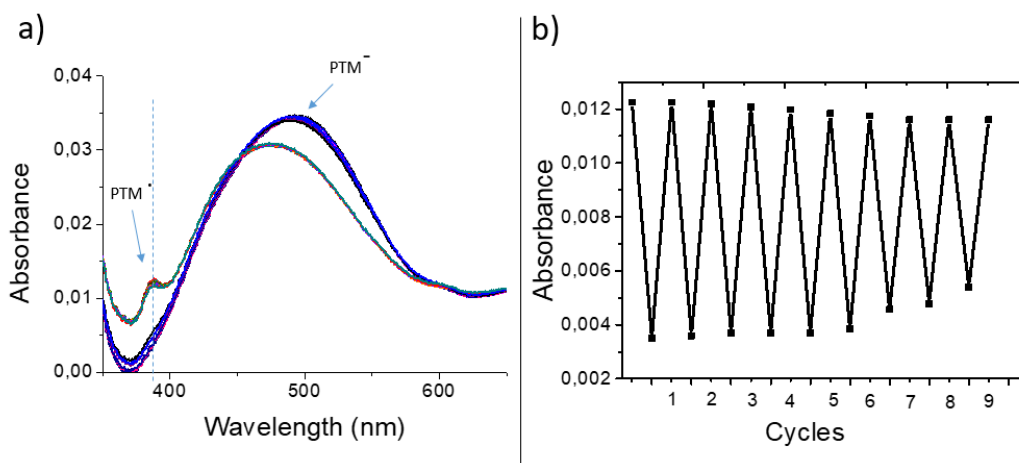 a)
PTM⁻
PTM˙
0,04
0,03
0,02
0,01
0,00
Absorbance
400 500 600
Wavelength (nm)
b)
0,012
0,010
0,008
0,006
0,004
0,002
Absorbance
1 2 3 4 5 6 7 8 9
Cycles